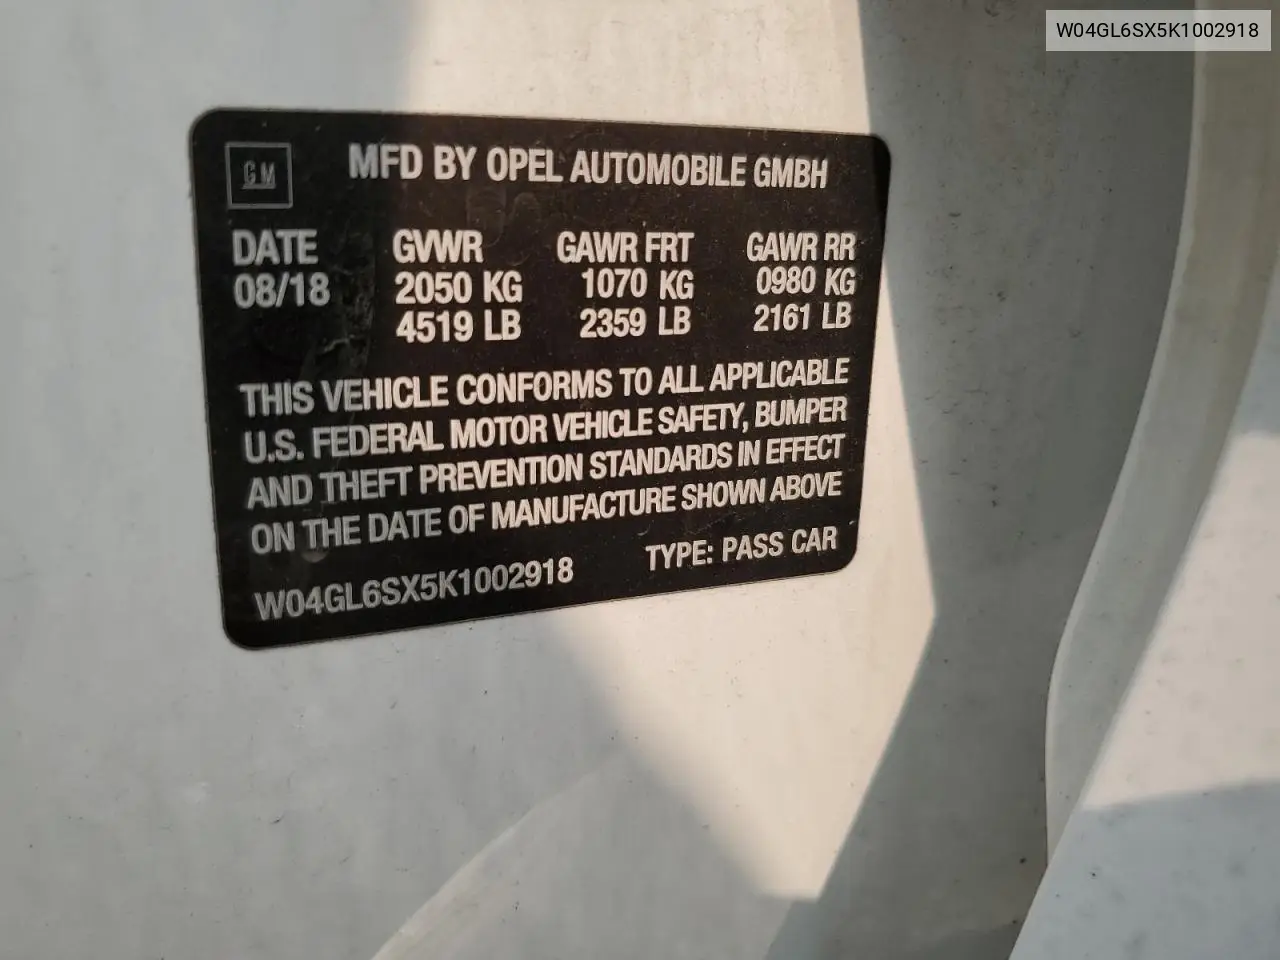 W04GL6SX5K1002918
GM
MFD BY OPEL AUTOMOBILE GMBH
DATE GVWR GAWR FRT GAWR RR
08/18 2050 KG 1070 KG 0980 KG
4519 LB 2359 LB 2161 LB
THIS VEHICLE CONFORMS TO ALL APPLICABLE
U.S. FEDERAL MOTOR VEHICLE SAFETY, BUMPER
AND THEFT PREVENTION STANDARDS IN EFFECT
ON THE DATE OF MANUFACTURE SHOWN ABOVE
W04GL6SX5K1002918 TYPE: PASS CAR